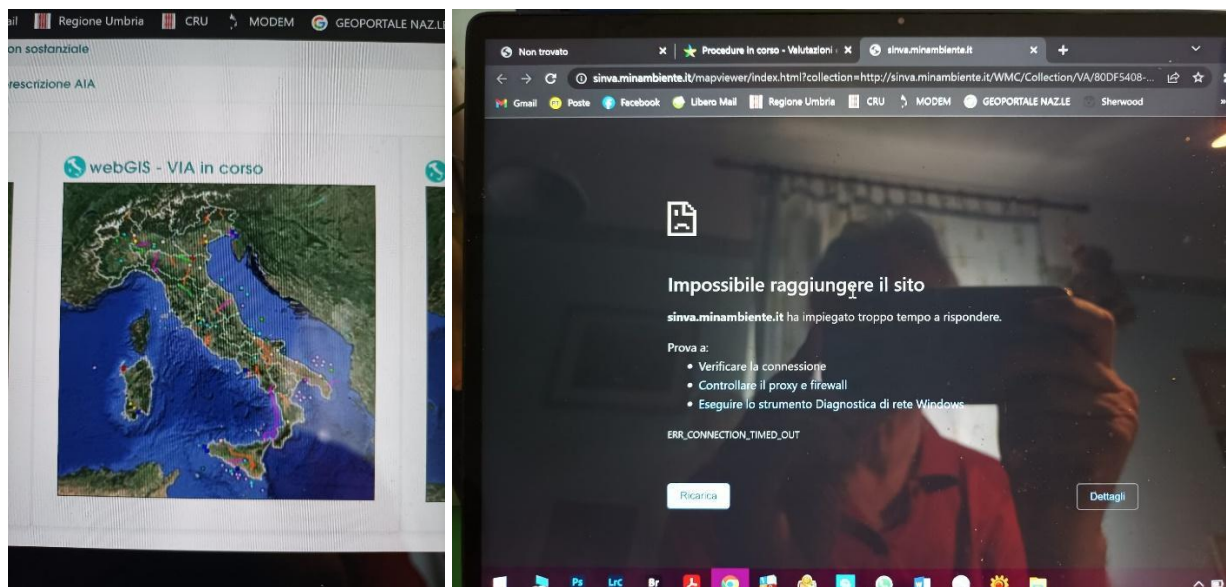 ail Regione Umbria CRU MODEM GEOPORTALE NAZ.LE
on sostanziale
rescrizione AIA
webGIS - VIA in corso
Non trovato
Procedure in corso - Valutazioni
sinva.minambiente.it
sinva.minambiente.it/mapviewer/index.html?collection=http://sinva.minambiente.it/WMC/Collection/VA/80DF5408-...
Gmail Poste Facebook Libero Mail Regione Umbria CRU MODEM GEOPORTALE NAZ.LE Sherwood »
Impossibile raggiungere il sito
sinva.minambiente.it ha impiegato troppo tempo a rispondere.
Prova a:
• Verificare la connessione
• Controllare il proxy e firewall
• Eseguire lo strumento Diagnostica di rete Windows.
ERR_CONNECTION_TIMED_OUT
Ricarica Dettagli
Ps LrC Br